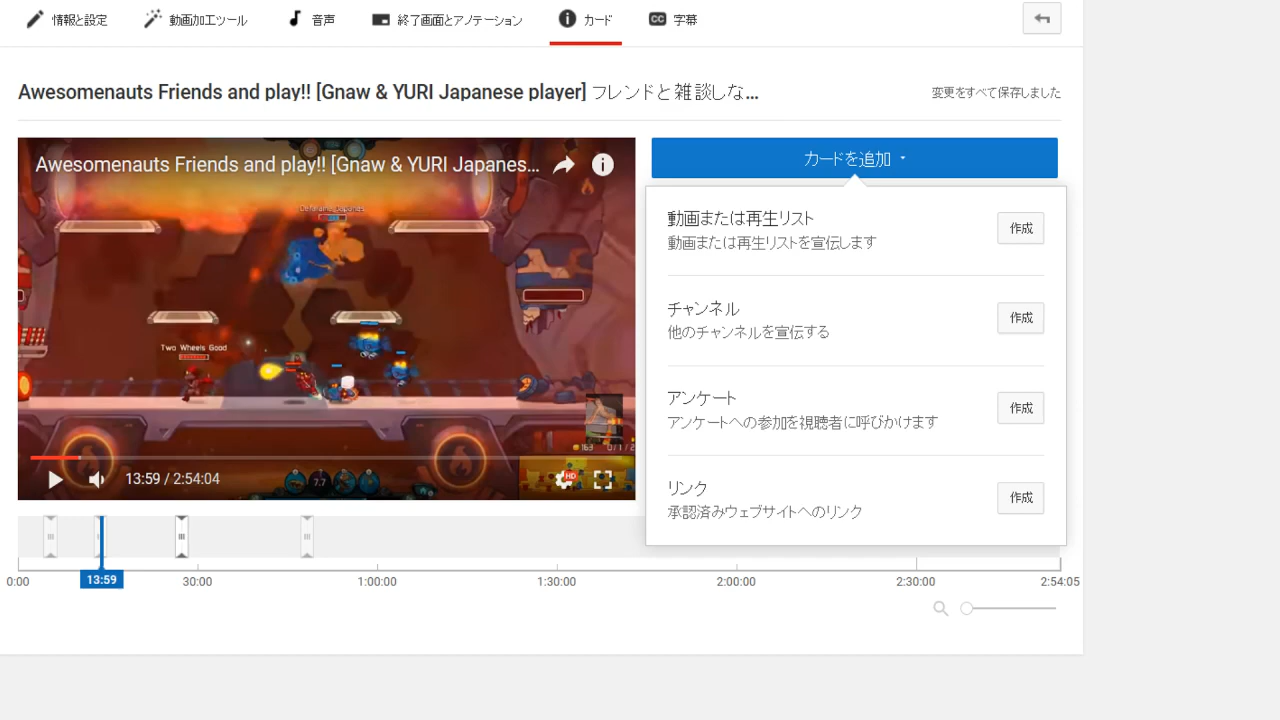 情報と設定
動画加工ツール
音声
終了画面とアノテーション
カード
CC 字幕
Awesomenauts Friends and play!! [Gnaw & YURI Japanese player] フレンドと雑談しな...
変更をすべて保存しました
Awesomenauts Friends and play!! [Gnaw & YURI Japanes...
カードを追加
動画または再生リスト
動画または再生リストを宣伝します
作成
チャンネル
他のチャンネルを宣伝する
作成
アンケート
アンケートへの参加を視聴者に呼びかけます
作成
リンク
承認済みウェブサイトへのリンク
作成
Two Wheels Good
163
7.7
HD
13:59 / 2:54:04
0:00
13:59
30:00
1:00:00
1:30:00
2:00:00
2:30:00
2:54:05